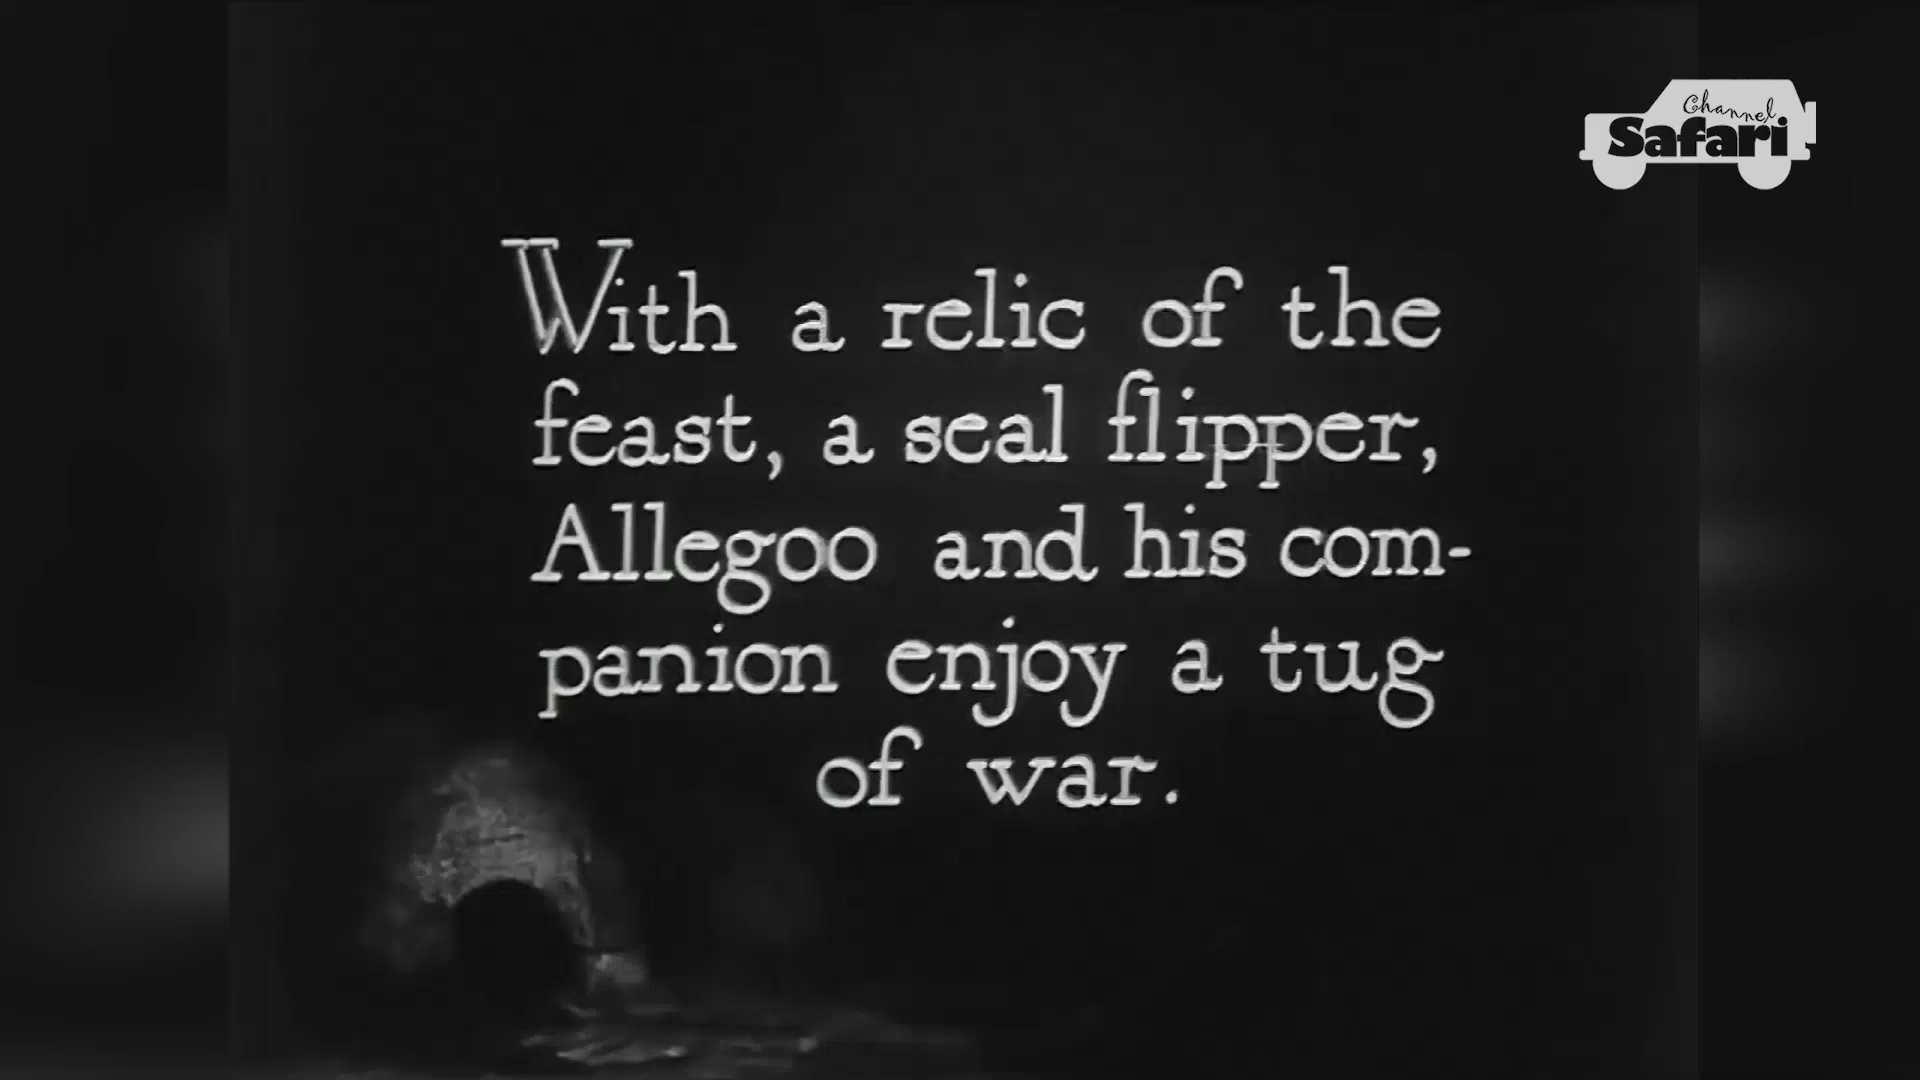 Channel
Safari
With a relic of the
feast, a seal flipper,
Allegoo and his com-
panion enjoy a tug
of war.